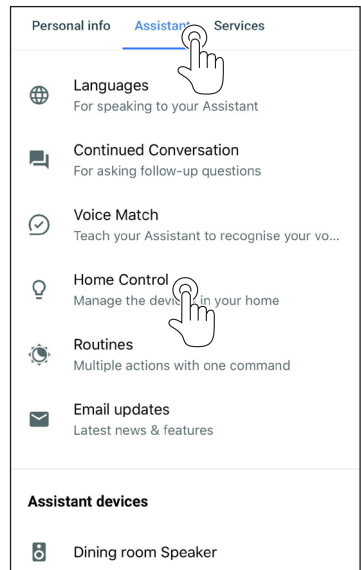 Personal info Assistant Services
Languages
For speaking to your Assistant
Continued Conversation
For asking follow-up questions
Voice Match
Teach your Assistant to recognise your vo...
Home Control
Manage the devices in your home
Routines
Multiple actions with one command
Email updates
Latest news & features
Assistant devices
Dining room Speaker